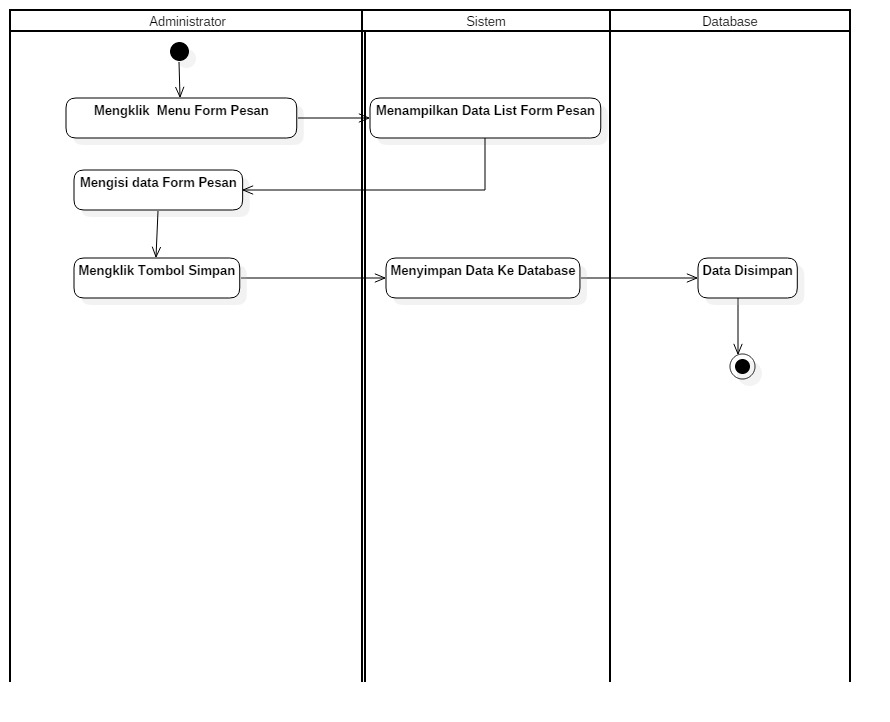 Administrator
Sistem
Database
Mengklik  Menu Form Pesan
Menampilkan Data List Form Pesan
Mengisi data Form Pesan
Mengklik Tombol Simpan
Menyimpan Data Ke Database
Data Disimpan